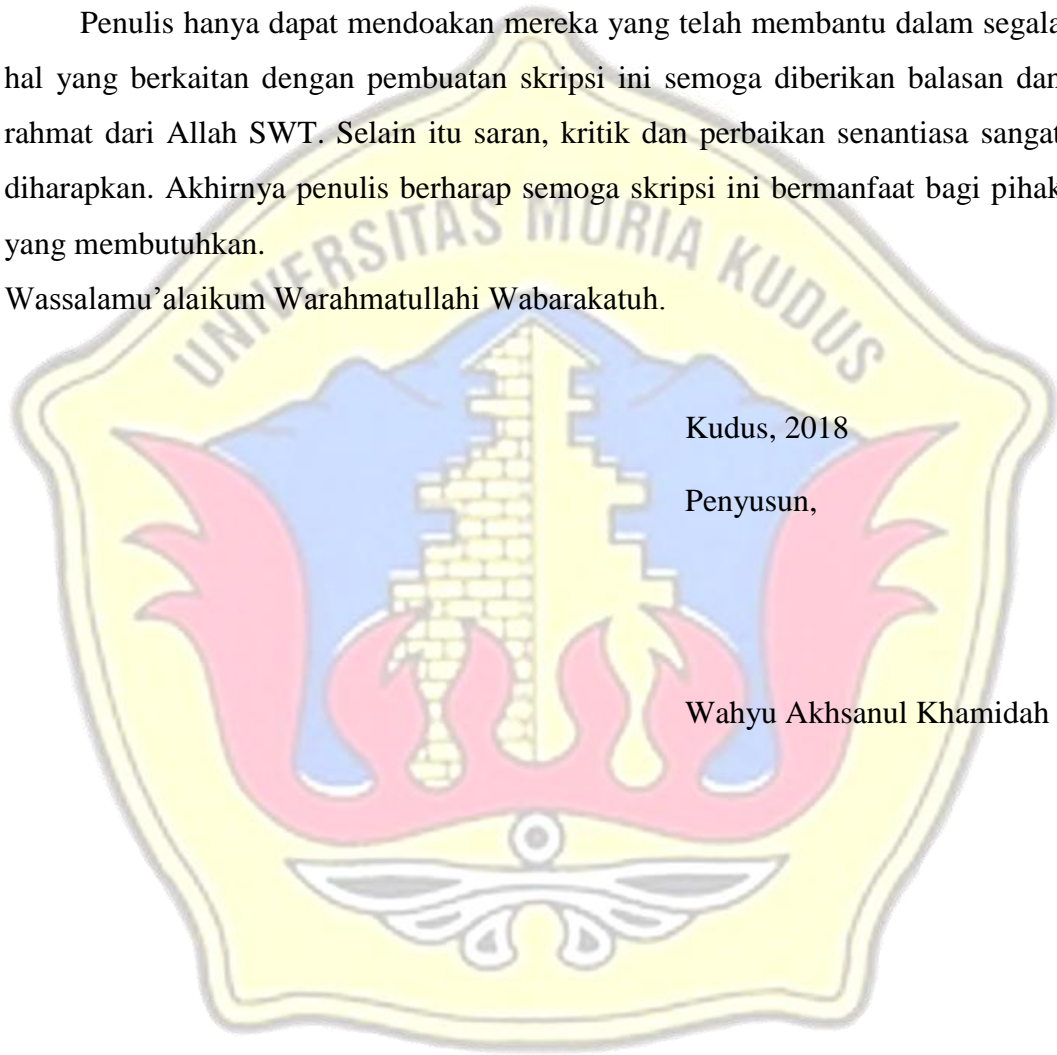 Penulis hanya dapat mendoakan mereka yang telah membantu dalam segala
hal yang berkaitan dengan pembuatan skripsi ini semoga diberikan balasan dan
rahmat dari Allah SWT. Selain itu saran, kritik dan perbaikan senantiasa sangat
diharapkan. Akhirnya penulis berharap semoga skripsi ini bermanfaat bagi pihak
yang membutuhkan.
Wassalamu’alaikum Warahmatullahi Wabarakatuh.
UNIVERSITAS MURIA KUDUS
Kudus, 2018
Penyusun,
Wahyu Akhsanul Khamidah